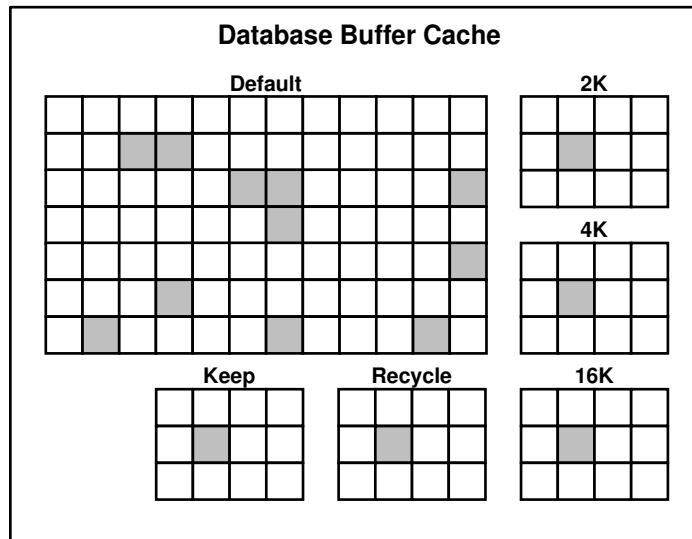 Database Buffer Cache
Default
2K
4K
Keep
Recycle
16K